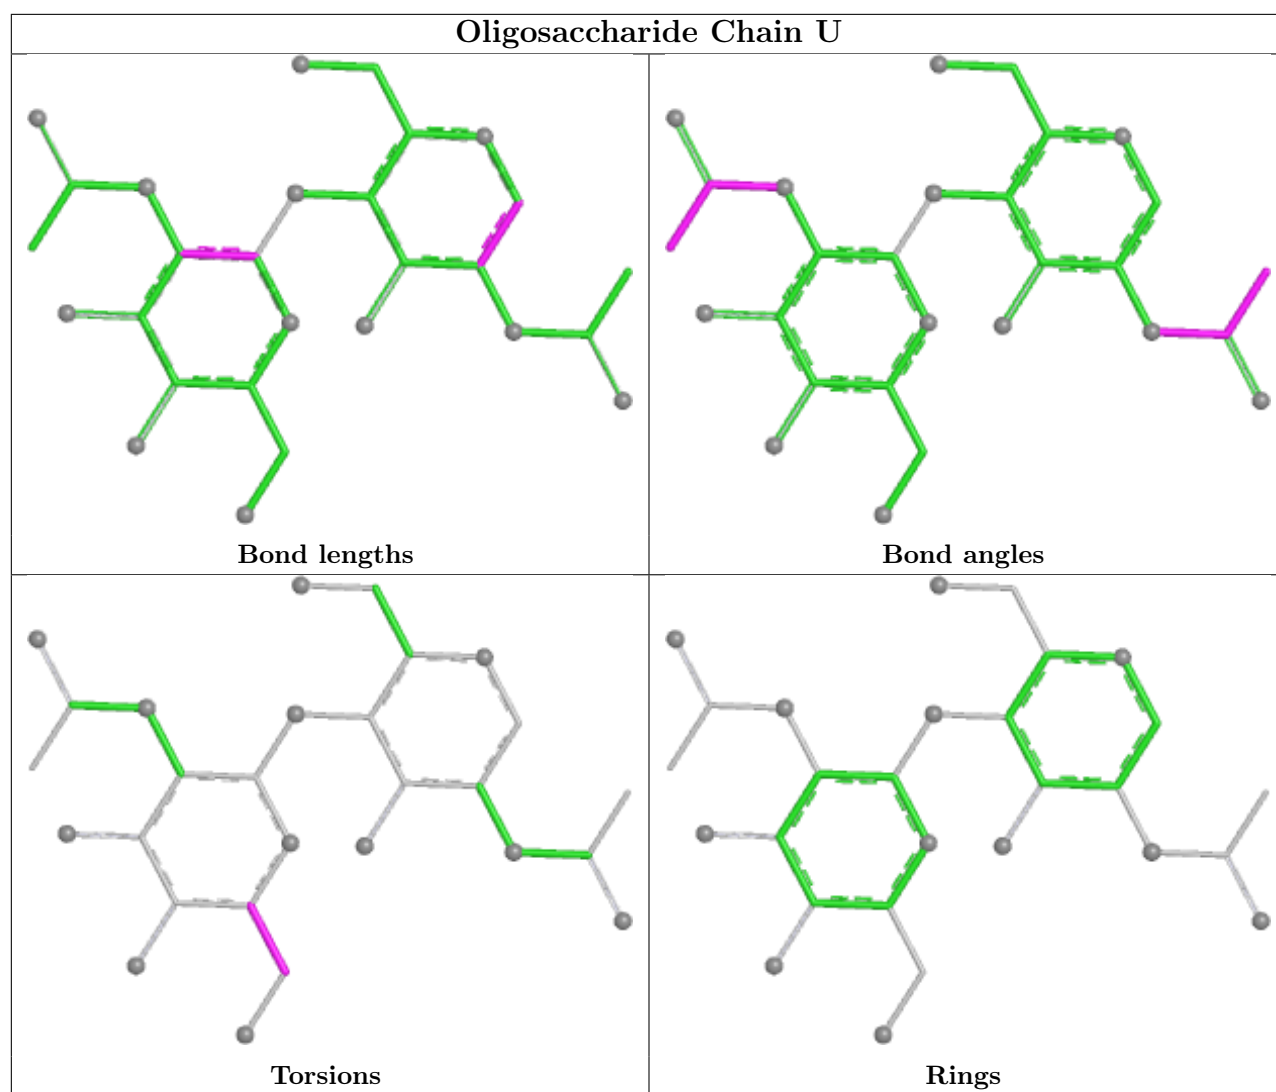 Oligosaccharide Chain U
Bond lengths
Bond angles
Torsions
Rings